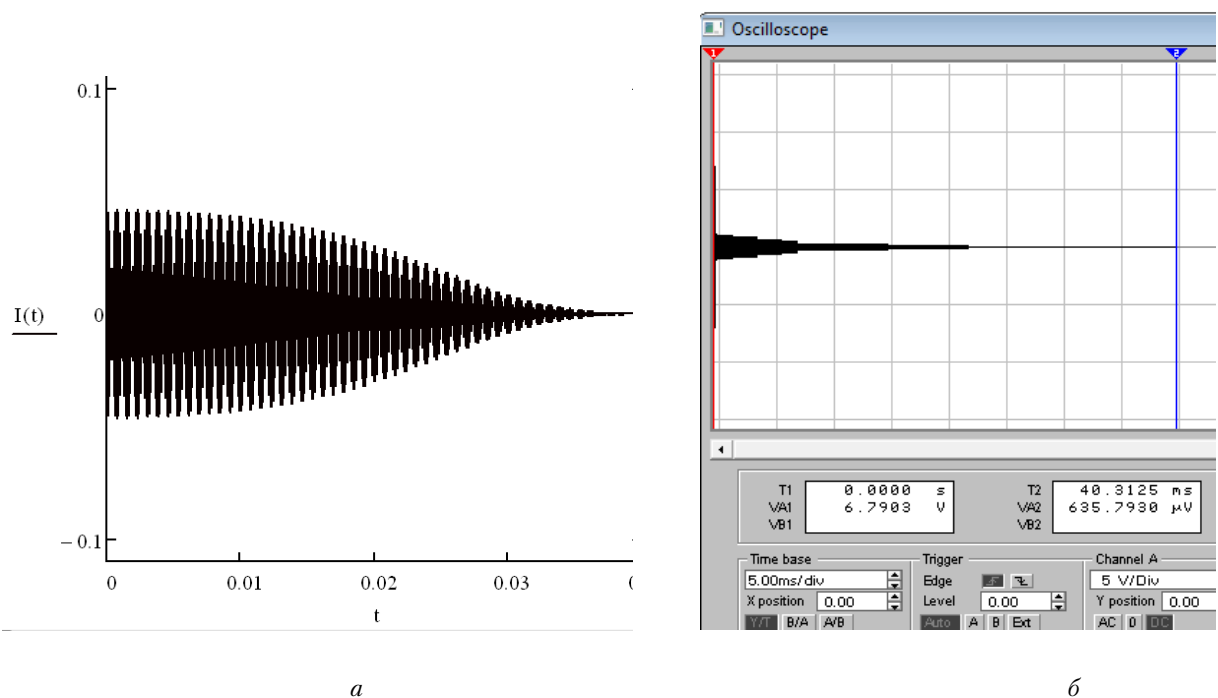 0.1
I(t)
0
– 0.1
0
0.01
0.02
0.03
t
а
Oscilloscope
1
2
T1 0.0000 s
VA1 6.7903 V
VB1
T2 40.3125 ms
VA2 635.7930 µV
VB2
Time base
5.00ms/div
X position 0.00
Y/T B/A A/B
Trigger
Edge
Level 0.00
Auto A B Ext
Channel A
5 V/Div
Y position 0.00
AC 0 DC
б